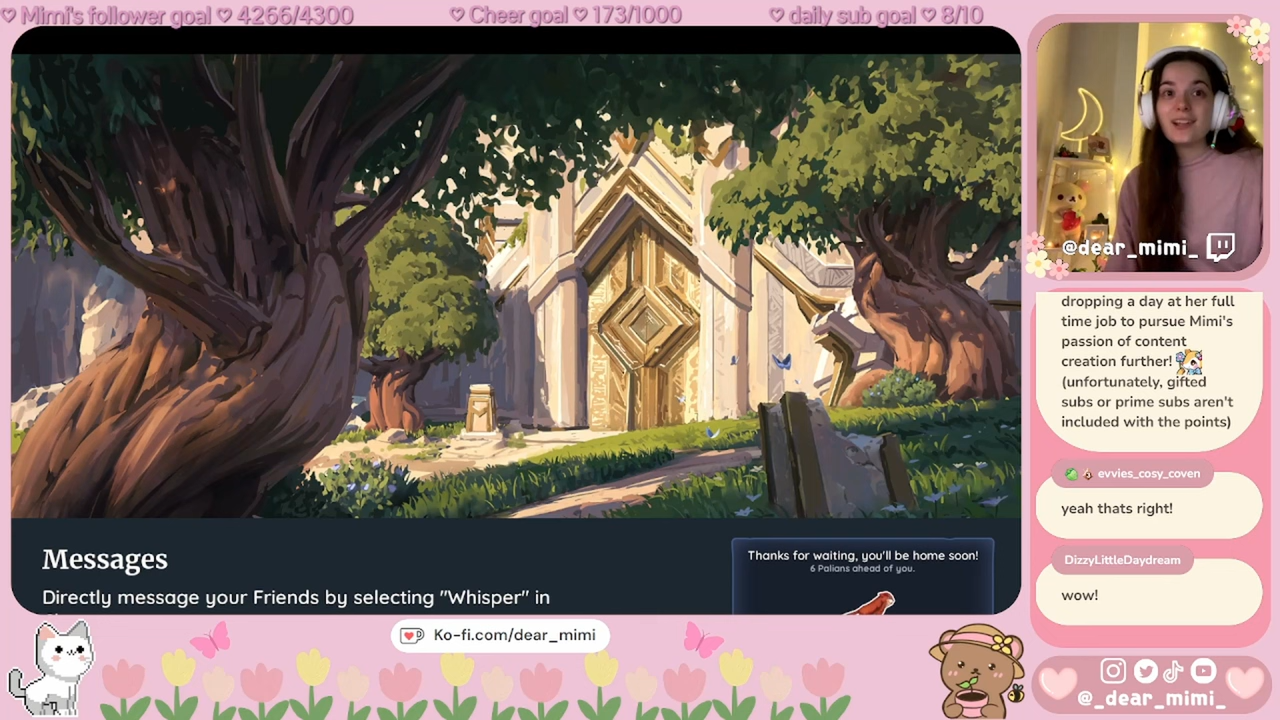 ♡ Mimi's follower goal ♡ 4266/4300
♡ Cheer goal ♡ 173/1000
♡ daily sub goal ♡ 8/10
@dear_mimi_
dropping a day at her full
time job to pursue Mimi's
passion of content
creation further!
(unfortunately, gifted
subs or prime subs aren't
included with the points)
evvies_cosy_coven
yeah thats right!
DizzyLittleDaydream
wow!
Messages
Directly message your Friends by selecting "Whisper" in
Thanks for waiting, you'll be home soon!
6 Palians ahead of you.
Ko-fi.com/dear_mimi
@_dear_mimi_